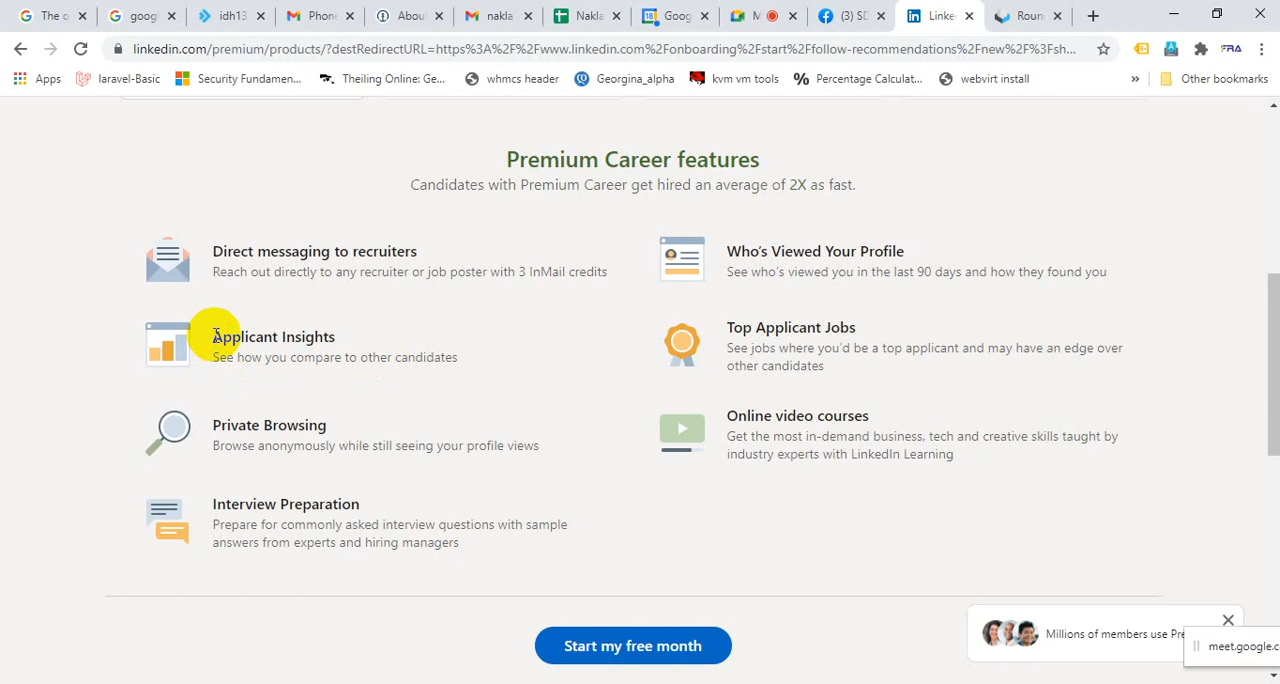 The o
goog
idh13
Phone
Abou
nakla
Nakla
Goog
M
(3) SD
Linke
Roun
linkedin.com/premium/products/?destRedirectURL=https%3A%2F%2Fwww.linkedin.com%2Fonboarding%2Fstart%2Ffollow-recommendations%2Fnew%2F%3Fsh...
Apps
laravel-Basic
Security Fundamen...
Theiling Online: Ge...
whmcs header
Georgina_alpha
kvm vm tools
Percentage Calculat...
webvirt install
»
Other bookmarks
Premium Career features
Candidates with Premium Career get hired an average of 2X as fast.
Direct messaging to recruiters
Reach out directly to any recruiter or job poster with 3 InMail credits
Who's Viewed Your Profile
See who's viewed you in the last 90 days and how they found you
Applicant Insights
See how you compare to other candidates
Top Applicant Jobs
See jobs where you'd be a top applicant and may have an edge over
other candidates
Private Browsing
Browse anonymously while still seeing your profile views
Online video courses
Get the most in-demand business, tech and creative skills taught by
industry experts with LinkedIn Learning
Interview Preparation
Prepare for commonly asked interview questions with sample
answers from experts and hiring managers
Start my free month
Millions of members use Pre
meet.google.c